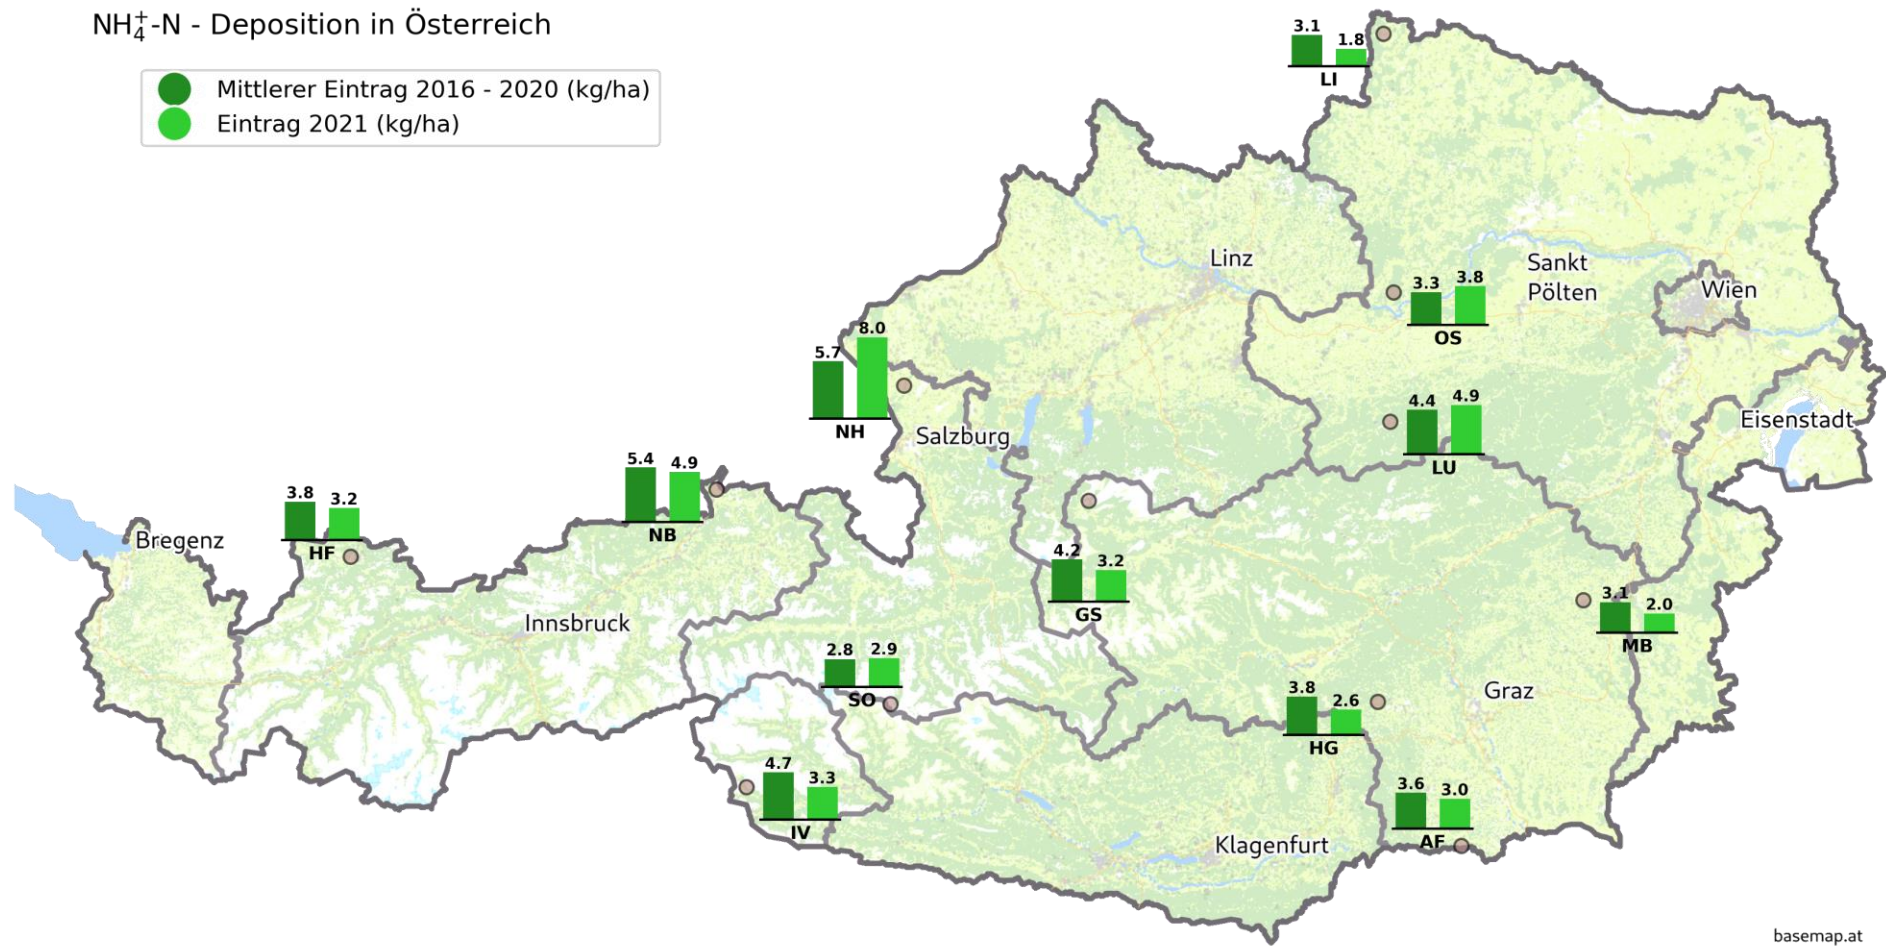 NH₄⁺-N - Deposition in Österreich
Mittlerer Eintrag 2016 - 2020 (kg/ha)
Eintrag 2021 (kg/ha)
3.1 1.8
LI
Linz
Sankt
Pölten
Wien
3.3 3.8
OS
5.7 8.0
NH
4.4 4.9
LU
Eisenstadt
Salzburg
5.4 4.9
NB
3.8 3.2
HF
Bregenz
4.2 3.2
GS
3.1 2.0
MB
Innsbruck
2.8 2.9
SO
3.8 2.6
HG
Graz
4.7 3.3
IV
3.6 3.0
AF
Klagenfurt
basemap.at